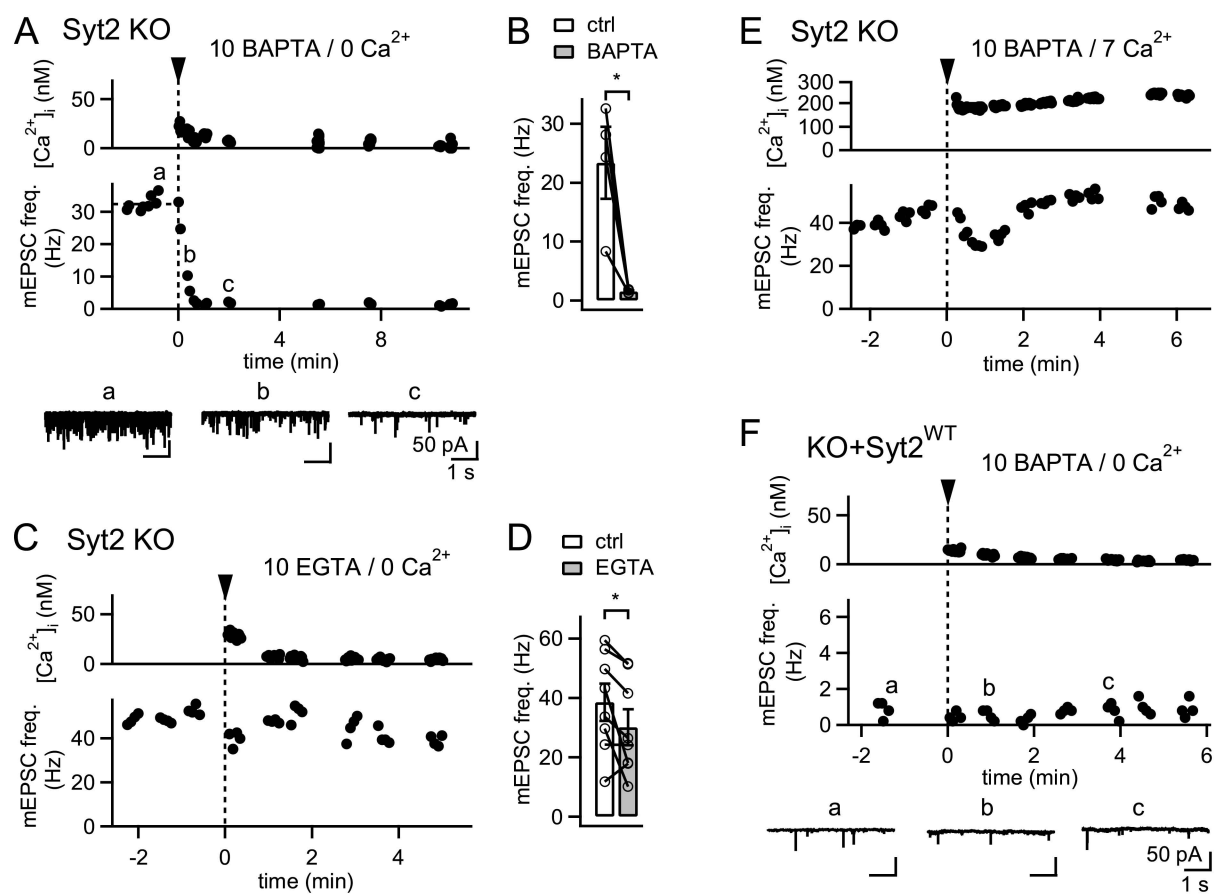 A Syt2 KO
10 BAPTA / 0 Ca2+
[Ca2+]i (nM)
50
0
mEPSC freq.
(Hz)
30
20
10
0
a
b
c
0 4 8
time (min)
a b c
50 pA
1 s
B
ctrl
BAPTA
*
mEPSC freq. (Hz)
30
20
10
0
C Syt2 KO
10 EGTA / 0 Ca2+
[Ca2+]i (nM)
50
0
mEPSC freq.
(Hz)
40
20
0
-2 0 2 4
time (min)
D
ctrl
EGTA
*
mEPSC freq. (Hz)
60
40
20
0
E Syt2 KO
10 BAPTA / 7 Ca2+
[Ca2+]i (nM)
300
200
100
0
mEPSC freq.
(Hz)
40
20
0
-2 0 2 4 6
time (min)
F KO+Syt2WT
10 BAPTA / 0 Ca2+
[Ca2+]i (nM)
50
0
mEPSC freq.
(Hz)
6
4
2
0
a b c
-2 0 2 4 6
time (min)
a b c
50 pA
1 s